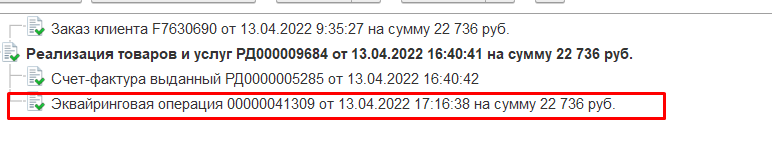 Заказ клиента F7630690 от 13.04.2022 9:35:27 на сумму 22 736 руб.
Реализация товаров и услуг РД000009684 от 13.04.2022 16:40:41 на сумму 22 736 руб.
Счет-фактура выданный РД0000005285 от 13.04.2022 16:40:42
Эквайринговая операция 00000041309 от 13.04.2022 17:16:38 на сумму 22 736 руб.